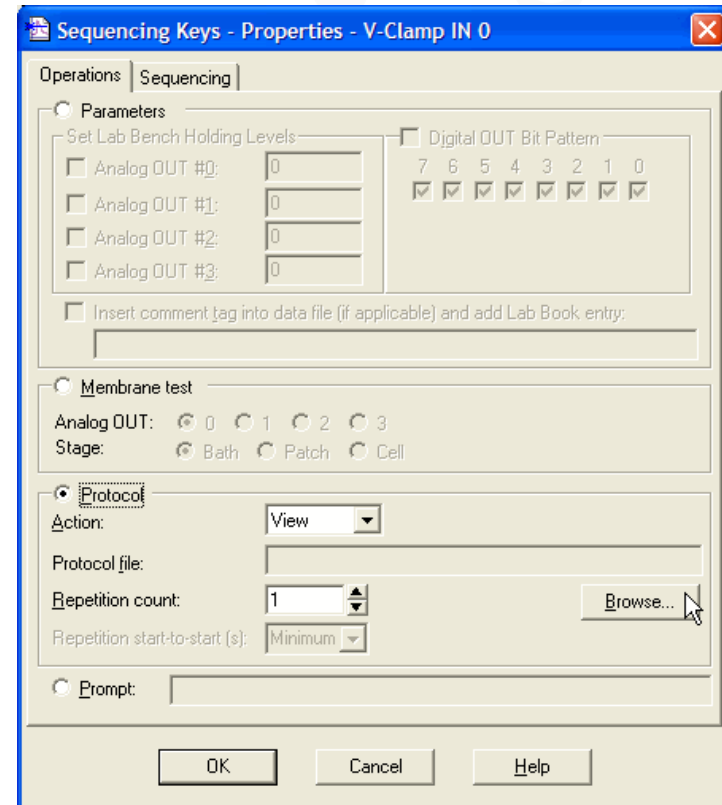 Sequencing Keys - Properties - V-Clamp IN 0
Operations Sequencing
Parameters
Set Lab Bench Holding Levels
Analog OUT #0: 0
Analog OUT #1: 0
Analog OUT #2: 0
Analog OUT #3: 0
Digital OUT Bit Pattern
7 6 5 4 3 2 1 0
Insert comment tag into data file (if applicable) and add Lab Book entry:
Membrane test
Analog OUT: 0 1 2 3
Stage: Bath Patch Cell
Protocol
Action: View
Protocol file:
Repetition count: 1 Browse...
Repetition start-to-start (s): Minimum
Prompt:
OK Cancel Help